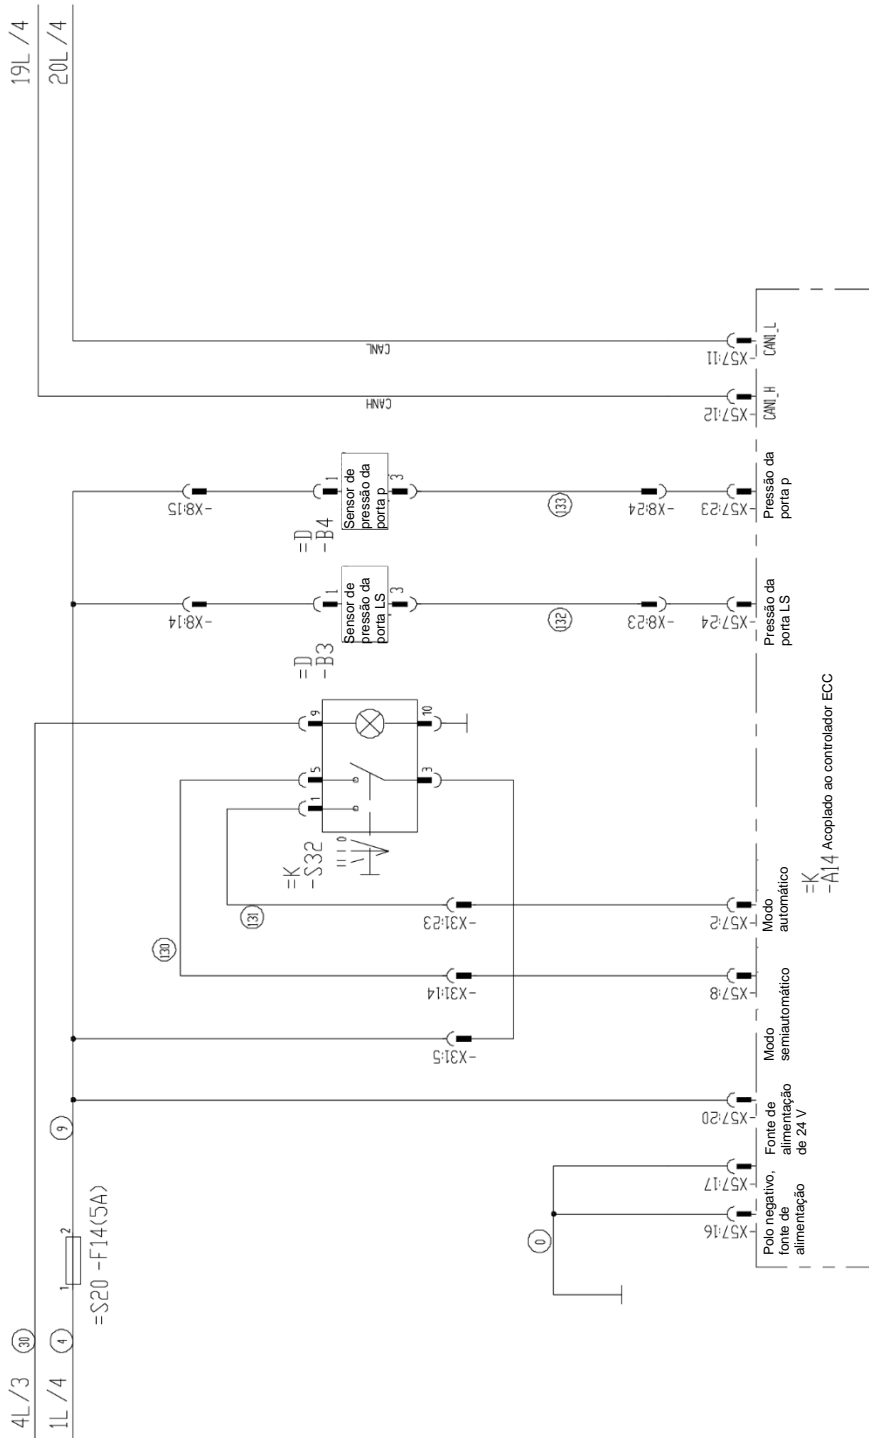 19L /4
20L /4
CANL
CANH
-X57:11
CAN1_L
-X57:12
CAN1_H
-X8:15
1
Sensor de
pressão da
porta p
3
=D
-B4
133
-X8:24
-X57:23
Pressão da
porta p
-X8:14
1
Sensor de
pressão da
porta LS
3
=D
-B3
132
-X8:23
-X57:24
Pressão da
porta LS
9
10
5
1
3
=K
-S32
0
I
II
131
130
-X31:23
-X57:2
Modo
automático
=K
-A14 Acoplado ao controlador ECC
-X31:14
-X57:8
Modo
semiautomático
-X31:5
9
-X57:20
Fonte de
alimentação
de 24 V
-X57:17
-X57:16
Polo negativo,
fonte de
alimentação
0
1
2
=S20 -F14(5A)
30
4
4L/3
1L /4